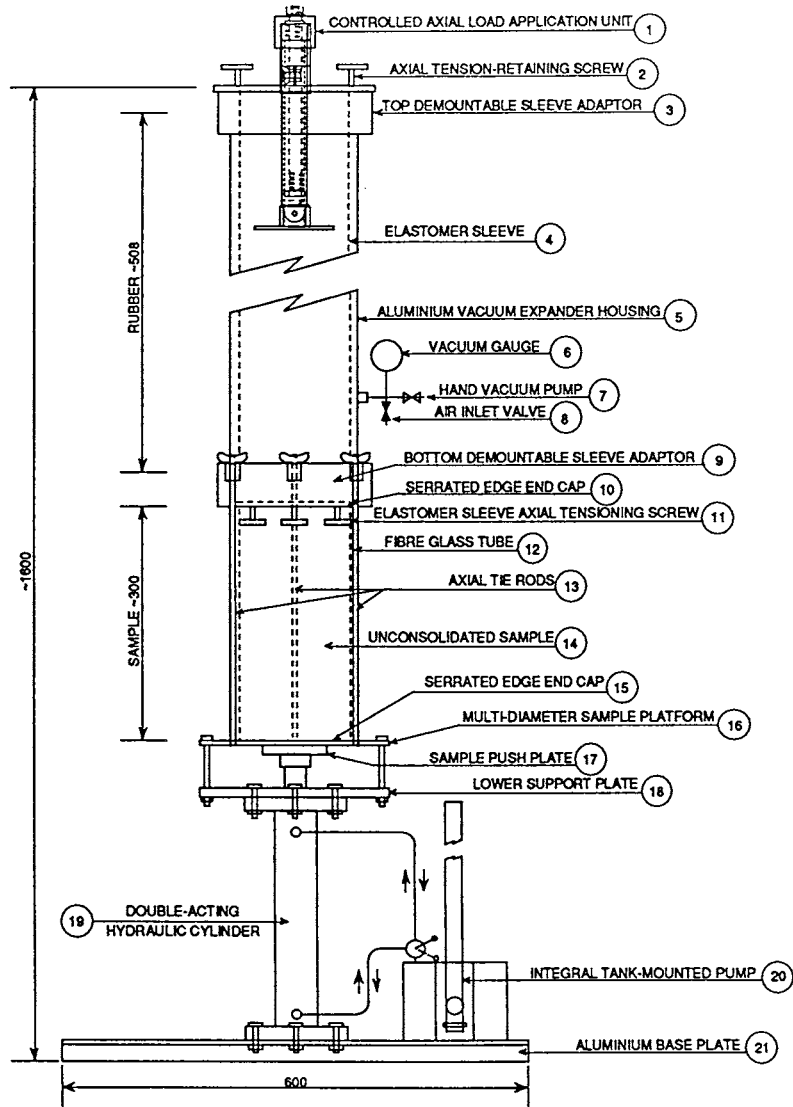 CONTROLLED AXIAL LOAD APPLICATION UNIT 1
AXIAL TENSION-RETAINING SCREW 2
TOP DEMOUNTABLE SLEEVE ADAPTOR 3
ELASTOMER SLEEVE 4
RUBBER ~508
ALUMINIUM VACUUM EXPANDER HOUSING 5
VACUUM GAUGE 6
HAND VACUUM PUMP 7
AIR INLET VALVE 8
BOTTOM DEMOUNTABLE SLEEVE ADAPTOR 9
SERRATED EDGE END CAP 10
ELASTOMER SLEEVE AXIAL TENSIONING SCREW 11
FIBRE GLASS TUBE 12
~1600
SAMPLE ~300
AXIAL TIE RODS 13
UNCONSOLIDATED SAMPLE 14
SERRATED EDGE END CAP 15
MULTI-DIAMETER SAMPLE PLATFORM 16
SAMPLE PUSH PLATE 17
LOWER SUPPORT PLATE 18
19 DOUBLE-ACTING
HYDRAULIC CYLINDER
INTEGRAL TANK-MOUNTED PUMP 20
ALUMINIUM BASE PLATE 21
600